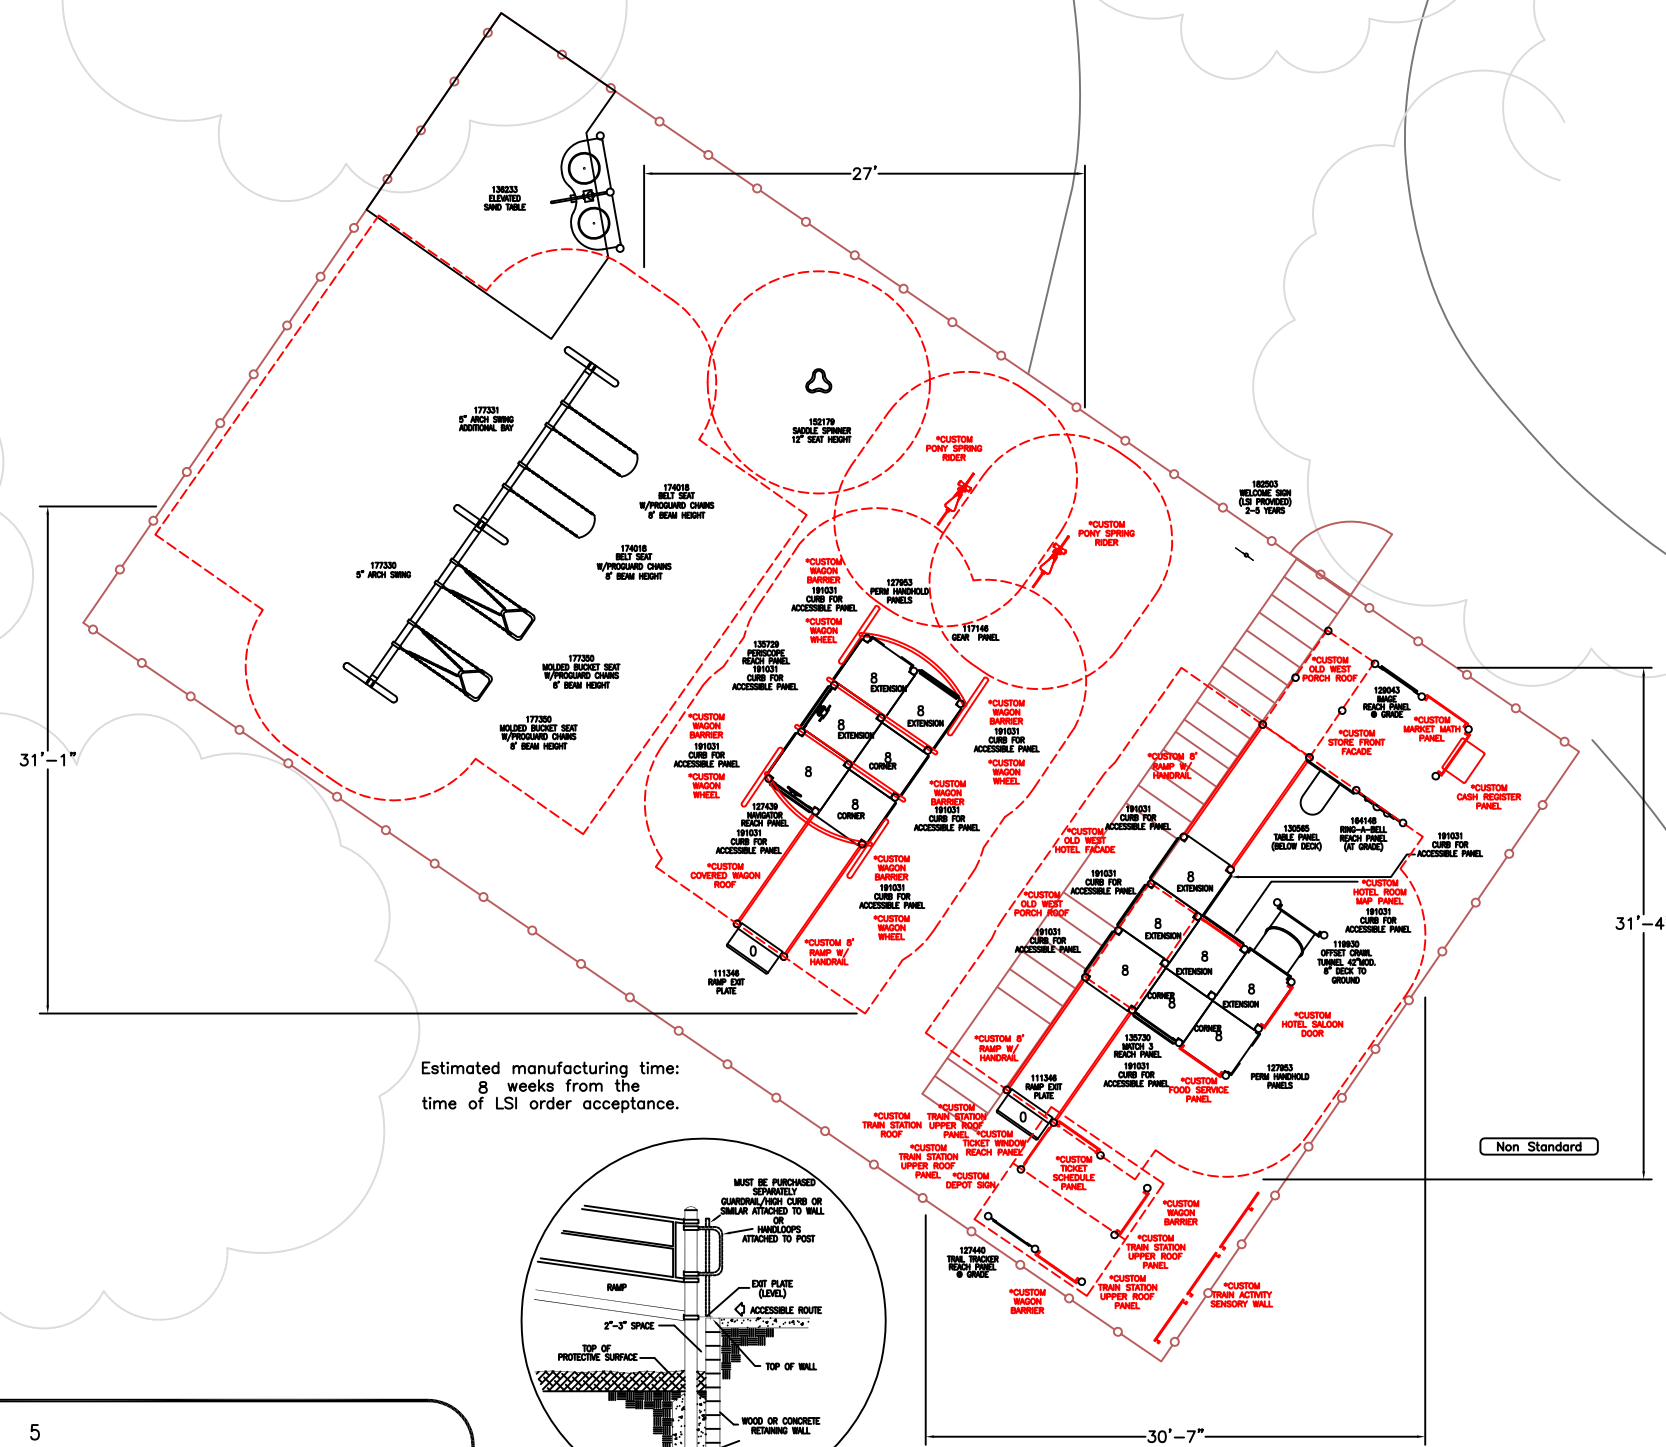 136233
ELEVATED
SAND TABLE
27'
177331
5" ARCH SWING
ADDITIONAL BAY
152179
SADDLE SPINNER
12" SEAT HEIGHT
*CUSTOM
PONY SPRING
RIDER
174018
BELT SEAT
W/PROGUARD CHAINS
8' BEAM HEIGHT
182503
WELCOME SIGN
(LSI PROVIDED)
2-5 YEARS
*CUSTOM
PONY SPRING
RIDER
174018
BELT SEAT
W/PROGUARD CHAINS
8' BEAM HEIGHT
177330
5" ARCH SWING
*CUSTOM
WAGON
BARRIER
191031
CURB FOR
ACCESSIBLE PANEL
*CUSTOM
WAGON
WHEEL
127953
PERM HANDHOLD
PANELS
117146
GEAR PANEL
135729
PERISCOPE
REACH PANEL
191031
CURB FOR
ACCESSIBLE PANEL
177350
MOLDED BUCKET SEAT
W/PROGUARD CHAINS
8' BEAM HEIGHT
177350
MOLDED BUCKET SEAT
W/PROGUARD CHAINS
8' BEAM HEIGHT
31'-1"
8
EXTENSION
8
EXTENSION
8
EXTENSION
8
CORNER
8
8
CORNER
*CUSTOM
WAGON
BARRIER
191031
CURB FOR
ACCESSIBLE PANEL
*CUSTOM
WAGON
WHEEL
*CUSTOM
WAGON
BARRIER
191031
CURB FOR
ACCESSIBLE PANEL
*CUSTOM
WAGON
WHEEL
*CUSTOM
WAGON
BARRIER
191031
CURB FOR
ACCESSIBLE PANEL
127439
NAVIGATOR
REACH PANEL
191031
CURB FOR
ACCESSIBLE PANEL
*CUSTOM
COVERED WAGON
ROOF
*CUSTOM
WAGON
BARRIER
191031
CURB FOR
ACCESSIBLE PANEL
*CUSTOM
WAGON
WHEEL
*CUSTOM 8'
RAMP W/
HANDRAIL
0
111346
RAMP EXIT
PLATE
*CUSTOM
OLD WEST
PORCH ROOF
129043
IMAGE
REACH PANEL
@ GRADE
*CUSTOM
MARKET MATH
PANEL
*CUSTOM
STORE FRONT
FACADE
*CUSTOM
CASH REGISTER
PANEL
*CUSTOM 8'
RAMP W/
HANDRAIL
191031
CURB FOR
ACCESSIBLE PANEL
*CUSTOM
OLD WEST
HOTEL FACADE
130565
TABLE PANEL
(BELOW DECK)
164148
RING-A-BELL
REACH PANEL
(AT GRADE)
191031
CURB FOR
ACCESSIBLE PANEL
191031
CURB FOR
ACCESSIBLE PANEL
*CUSTOM
OLD WEST
PORCH ROOF
191031
CURB FOR
ACCESSIBLE PANEL
*CUSTOM
HOTEL ROOM
MAP PANEL
191031
CURB FOR
ACCESSIBLE PANEL
119930
OFFSET CRAWL
TUNNEL 42"MOD.
8" DECK TO
GROUND
8
EXTENSION
8
EXTENSION
8
EXTENSION
8
8
EXTENSION
CORNER
8
CORNER
8
31'-4
*CUSTOM
HOTEL SALOON
DOOR
*CUSTOM 8'
RAMP W/
HANDRAIL
135730
MATCH 3
REACH PANEL
191031
CURB FOR
ACCESSIBLE PANEL
127953
PERM HANDHOLD
PANELS
*CUSTOM
FOOD SERVICE
PANEL
111346
RAMP EXIT
PLATE
0
Estimated manufacturing time:
8 weeks from the
time of LSI order acceptance.
*CUSTOM
TRAIN STATION
ROOF
*CUSTOM
TRAIN STATION
UPPER ROOF
PANEL
*CUSTOM
TICKET WINDOW
REACH PANEL
*CUSTOM
TRAIN STATION
UPPER ROOF
PANEL
*CUSTOM
DEPOT SIGN
*CUSTOM
TICKET
SCHEDULE
PANEL
Non Standard
*CUSTOM
WAGON
BARRIER
*CUSTOM
TRAIN STATION
UPPER ROOF
PANEL
127440
TRAIL TRACKER
REACH PANEL
@ GRADE
*CUSTOM
WAGON
BARRIER
*CUSTOM
TRAIN STATION
UPPER ROOF
PANEL
*CUSTOM
TRAIN ACTIVITY
SENSORY WALL
MUST BE PURCHASED
SEPARATELY
GUARDRAIL/HIGH CURB OR
SIMILAR ATTACHED TO WALL
OR
HANDLOOPS
ATTACHED TO POST
RAMP
EXIT PLATE
(LEVEL)
ACCESSIBLE ROUTE
2"-3" SPACE
TOP OF
PROTECTIVE SURFACE
TOP OF WALL
WOOD OR CONCRETE
RETAINING WALL
5
30'-7"